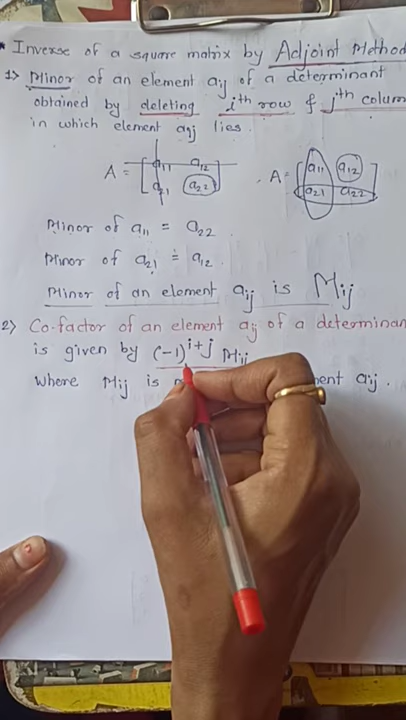 * Inverse of a square matrix by Adjoint Method
1) Minor of an element aij of a determinant
obtained by deleting ith row & jth colum
in which element aij lies.
A = [a11 a12
a21 a22]
A = [a11 a12
a21 a22]
Minor of a11 = a22
Minor of a21 = a12
Minor of an element aij is Mij
2) Co-factor of an element aij of a determinan
is given by (-1)^i+j Mij
where Mij is aij.